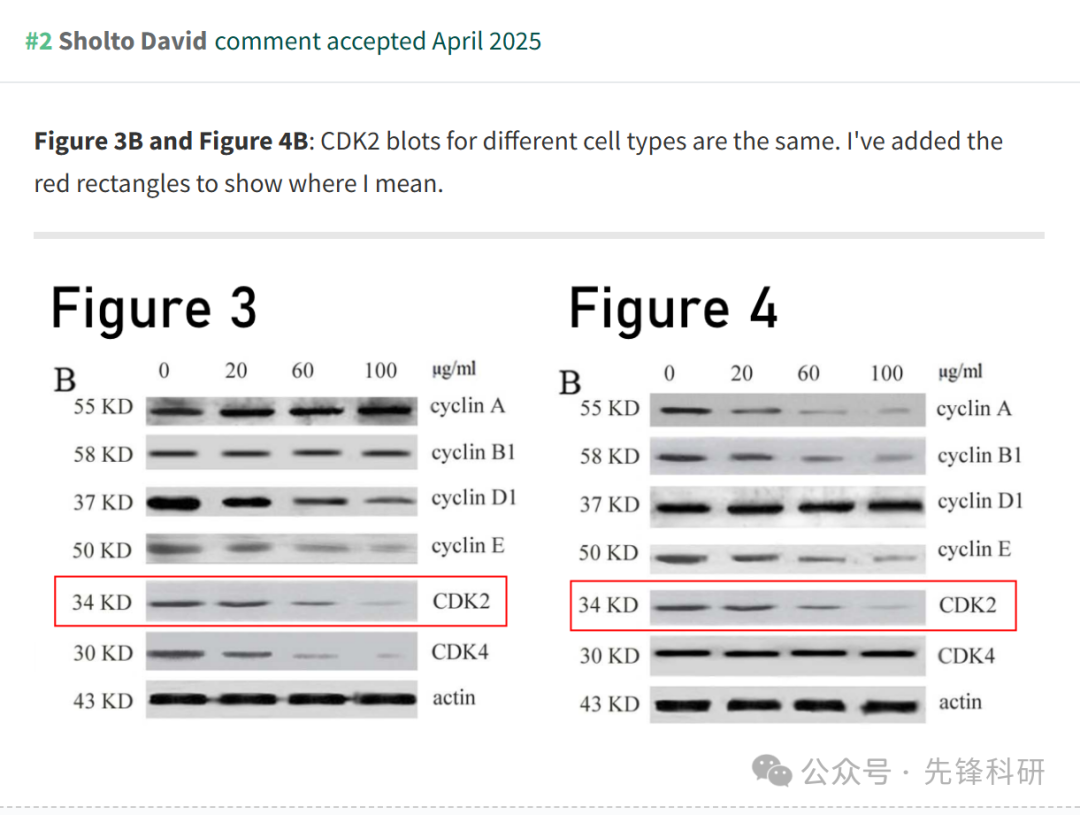 #2 Sholto David comment accepted April 2025
Figure 3B and Figure 4B: CDK2 blots for different cell types are the same. I've added the
red rectangles to show where I mean.
Figure 3
B
0 20 60 100 μg/ml
55 KD cyclin A
58 KD cyclin B1
37 KD cyclin D1
50 KD cyclin E
34 KD CDK2
30 KD CDK4
43 KD actin
Figure 4
B
0 20 60 100 μg/ml
55 KD cyclin A
58 KD cyclin B1
37 KD cyclin D1
50 KD cyclin E
34 KD CDK2
30 KD CDK4
43 KD actin
公众号 · 先锋科研